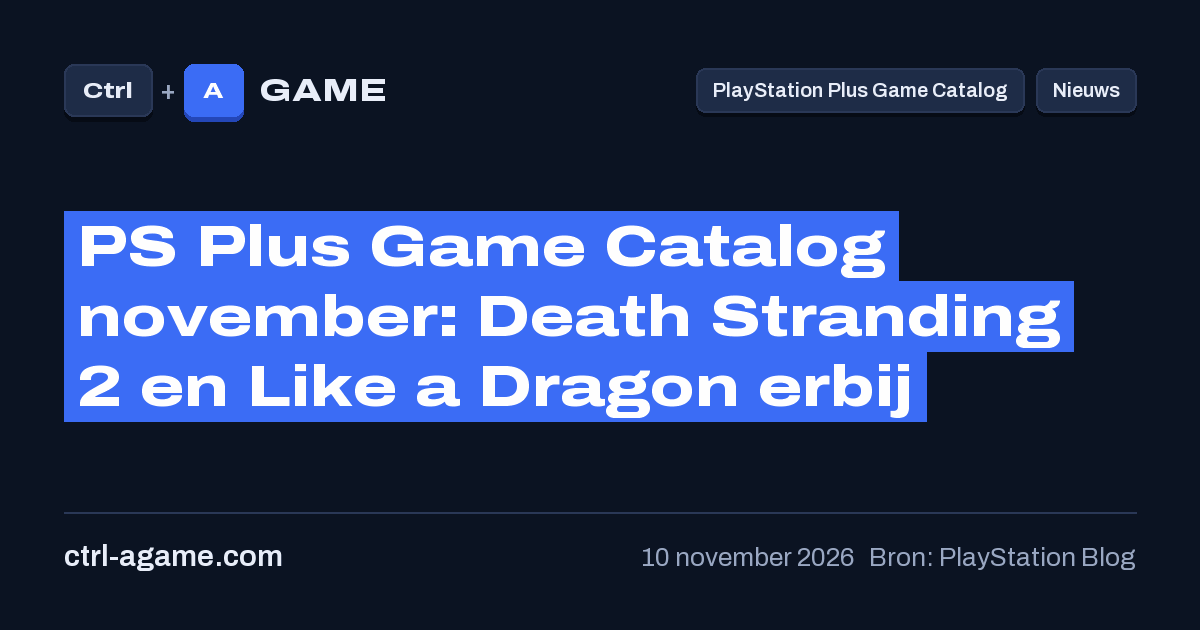 Ctrl + A GAME
PlayStation Plus Game Catalog
Nieuws
PS Plus Game Catalog
november: Death Stranding
2 en Like a Dragon erbij
ctrl-agame.com
10 november 2026 Bron: PlayStation Blog